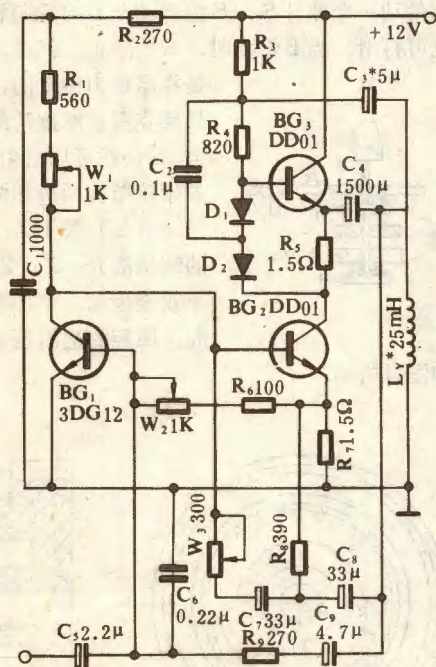 R₂270
+12V
R₃
1K
R₁
560
C₃*5μ
R₄
820
BG₃
DD01
C₂
0.1μ
C₄
1500μ
W₁
1K
D₁
D₂
R₅
1.5Ω
C₁1000
BG₂DD01
L_Y*25mH
BG₁
3DG12
W₂1K
R₆100
R₇1.5Ω
W₃300
R₈390
C₈
33μ
C₆
0.22μ
C₇33μ
C₉
4.7μ
C₅2.2μ
R₉270